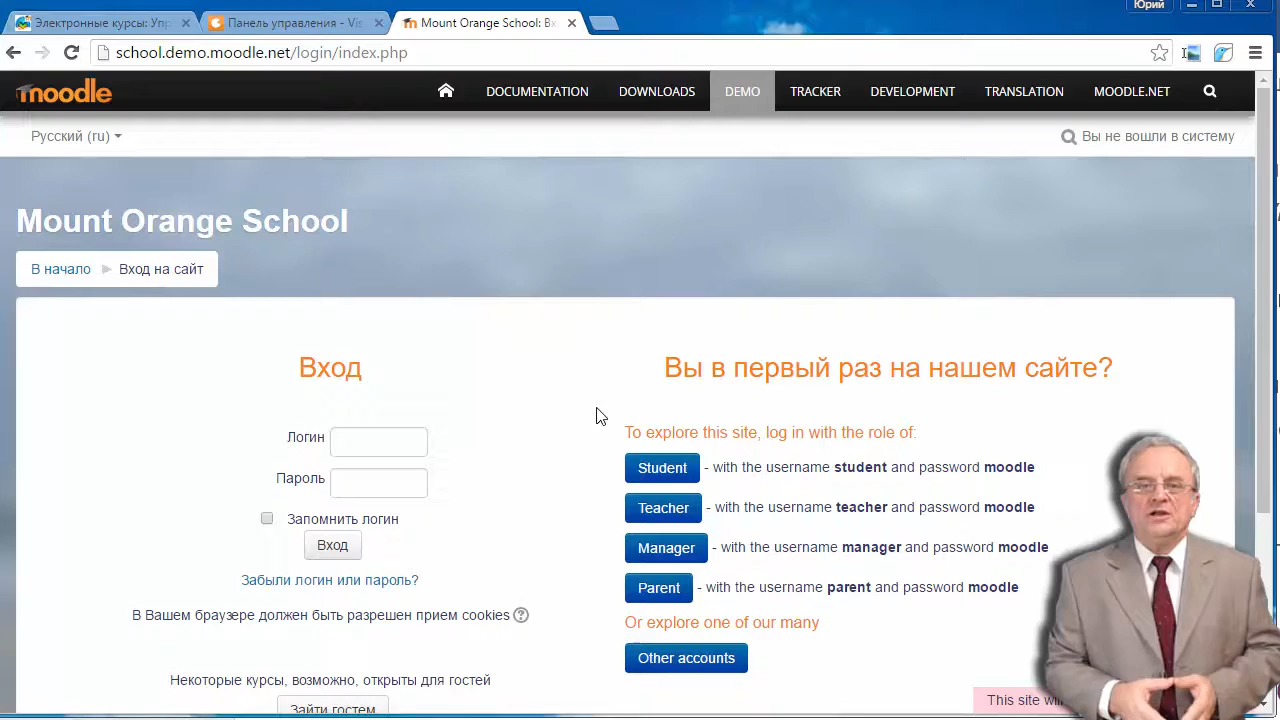 Юрий
Электронные курсы: Упр
Панель управления - Vis
Mount Orange School: Вх
school.demo.moodle.net/login/index.php
moodle
DOCUMENTATION
DOWNLOADS
DEMO
TRACKER
DEVELOPMENT
TRANSLATION
MOODLE.NET
Русский (ru)
Вы не вошли в систему
Mount Orange School
В начало
Вход на сайт
Вход
Логин
Пароль
Запомнить логин
Вход
Забыли логин или пароль?
В Вашем браузере должен быть разрешен прием cookies
Некоторые курсы, возможно, открыты для гостей
Зайти гостем
Вы в первый раз на нашем сайте?
To explore this site, log in with the role of:
Student - with the username student and password moodle
Teacher - with the username teacher and password moodle
Manager - with the username manager and password moodle
Parent - with the username parent and password moodle
Or explore one of our many
Other accounts
This site wil